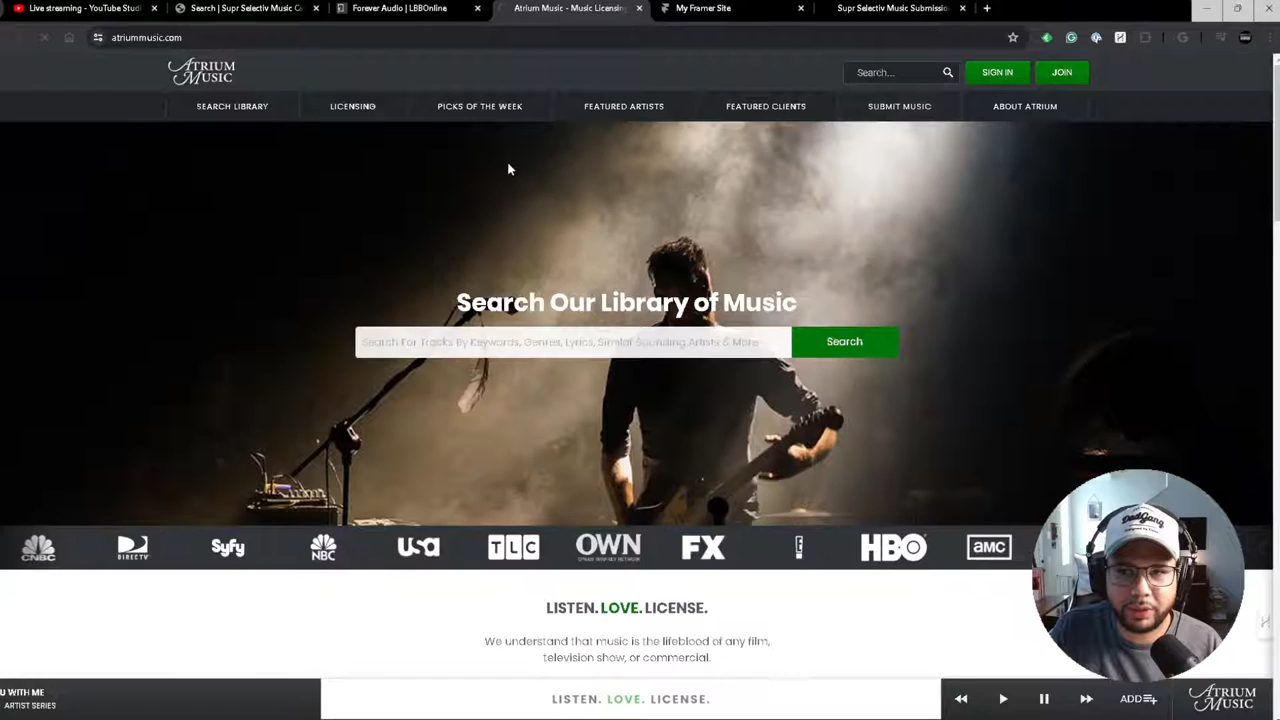 Live streaming - YouTube Studi
Search | Supr Selectiv Music C
Forever Audio | LBBOnline
Atrium Music - Music Licensing
My Framer Site
Supr Selectiv Music Submissio
atriummusic.com
ATRIUM
MUSIC
Search...
SIGN IN
JOIN
SEARCH LIBRARY
LICENSING
PICKS OF THE WEEK
FEATURED ARTISTS
FEATURED CLIENTS
SUBMIT MUSIC
ABOUT ATRIUM
Search Our Library of Music
Search For Tracks By Keywords, Genres, Lyrics, Similar Sounding Artists & More
Search
CNBC
DIRECTV
Syfy
NBC
usa
TLC
OWN
FX
E!
HBO
amc
LISTEN. LOVE. LICENSE.
We understand that music is the lifeblood of any film,
television show, or commercial.
DadGang
U WITH ME
ARTIST SERIES
LISTEN. LOVE. LICENSE.
ADD
ATRIUM
MUSIC